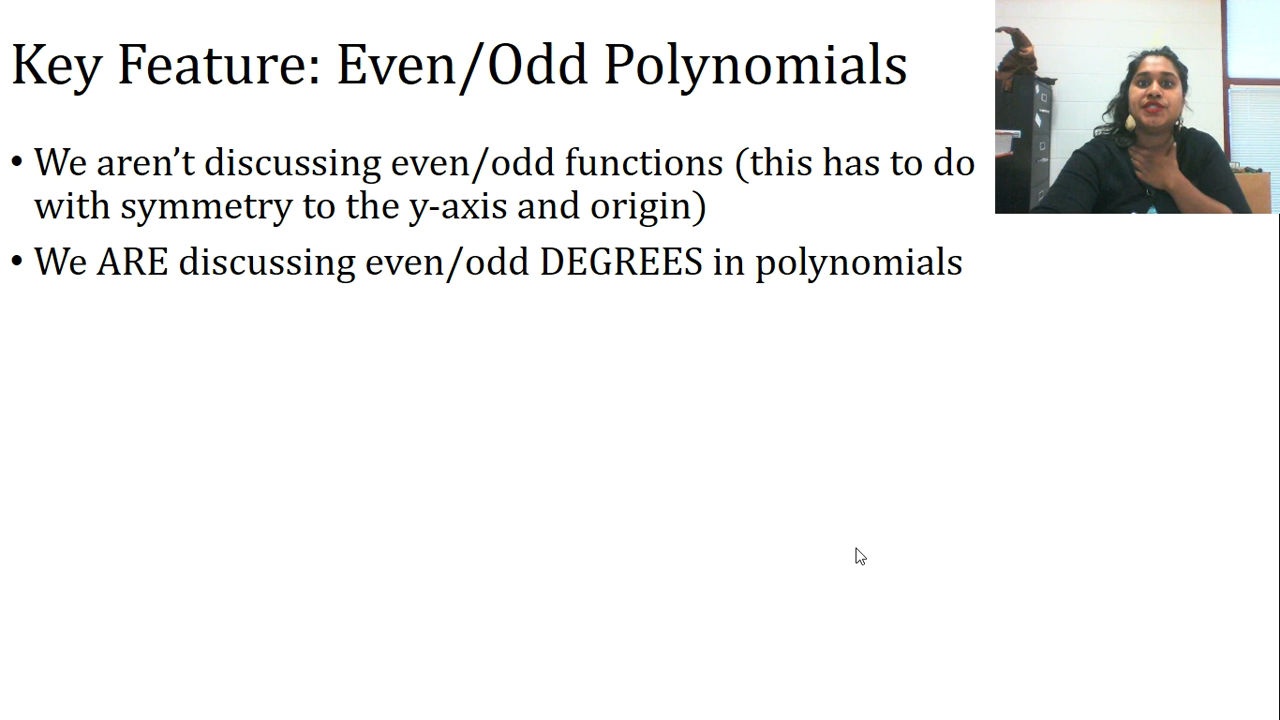 Key Feature: Even/Odd Polynomials
• We aren’t discussing even/odd functions (this has to do
with symmetry to the y-axis and origin)
• We ARE discussing even/odd DEGREES in polynomials